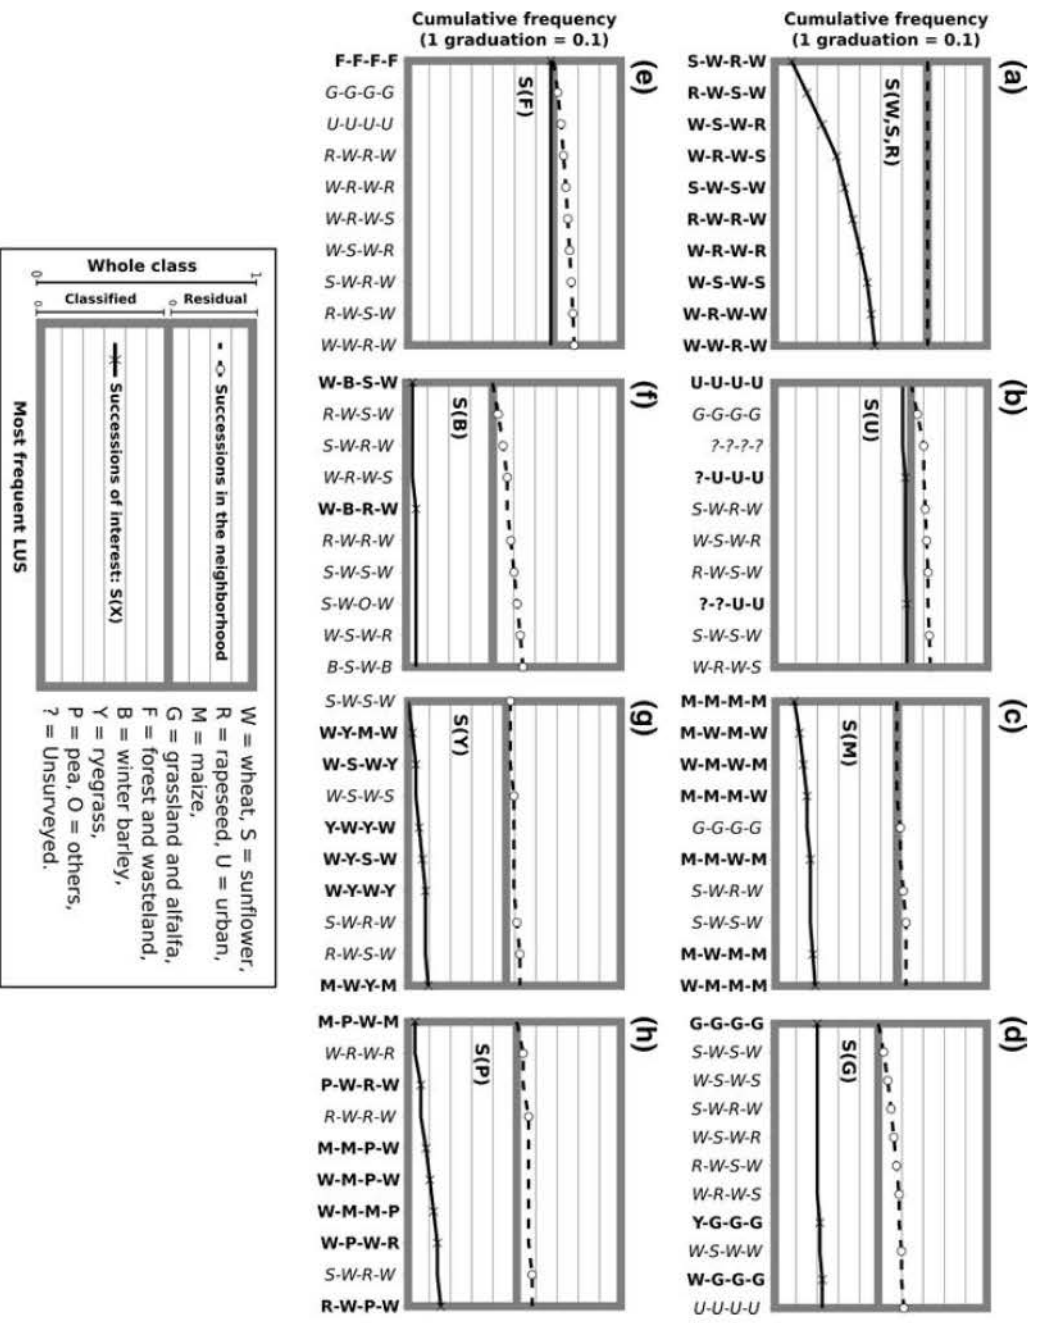 Cumulative frequency
(1 graduation = 0.1)
(a)
S(W,S,R)
S-W-R-W
R-W-S-W
W-S-W-R
W-R-W-S
S-W-S-W
R-W-R-W
W-R-W-R
W-S-W-S
W-R-W-W
W-W-R-W
(b)
S(U)
U-U-U-U
G-G-G-G
?-?-?-?
?-U-U-U
S-W-R-W
W-S-W-R
R-W-S-W
?-?-U-U
S-W-S-W
W-R-W-S
(c)
S(M)
M-M-M-M
M-W-M-W
W-M-W-M
M-M-M-W
G-G-G-G
M-M-W-M
S-W-R-W
S-W-S-W
M-W-M-M
W-M-M-M
(d)
S(G)
G-G-G-G
S-W-S-W
W-S-W-S
S-W-R-W
W-S-W-R
R-W-S-W
W-R-W-S
Y-G-G-G
W-S-W-W
W-G-G-G
U-U-U-U
Cumulative frequency
(1 graduation = 0.1)
(e)
S(F)
F-F-F-F
G-G-G-G
U-U-U-U
R-W-R-W
W-R-W-R
W-R-W-S
W-S-W-R
S-W-R-W
R-W-S-W
W-W-R-W
(f)
S(B)
W-B-S-W
R-W-S-W
S-W-R-W
W-R-W-S
W-B-R-W
R-W-R-W
S-W-S-W
S-W-O-W
W-S-W-R
B-S-W-B
(g)
S(Y)
S-W-S-W
W-Y-M-W
W-S-W-Y
W-S-W-S
Y-W-Y-W
W-Y-S-W
W-Y-W-Y
S-W-R-W
R-W-S-W
M-W-Y-M
(h)
S(P)
M-P-W-M
W-R-W-R
P-W-R-W
R-W-R-W
M-M-P-W
W-M-P-W
W-M-M-P
W-P-W-R
S-W-R-W
R-W-P-W
Whole class
0
1
Classified
0
Residual
0
Successions in the neighborhood
Successions of interest: S(X)
Most frequent LUS
W = wheat, S = sunflower,
R = rapeseed, U = urban,
M = maize,
G = grassland and alfalfa,
F = forest and wasteland,
B = winter barley,
Y = ryegrass,
P = pea, O = others,
? = Unsurveyed.